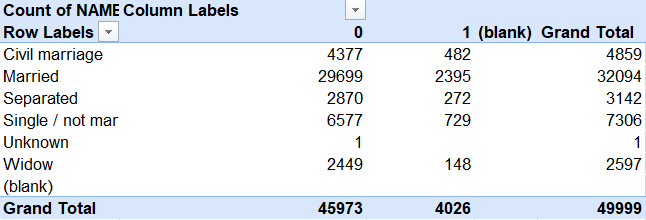 Count of NAME Column Labels
Row Labels 0 1 (blank) Grand Total
Civil marriage 4377 482 4859
Married 29699 2395 32094
Separated 2870 272 3142
Single / not mar 6577 729 7306
Unknown 1 1
Widow 2449 148 2597
(blank)
Grand Total 45973 4026 49999